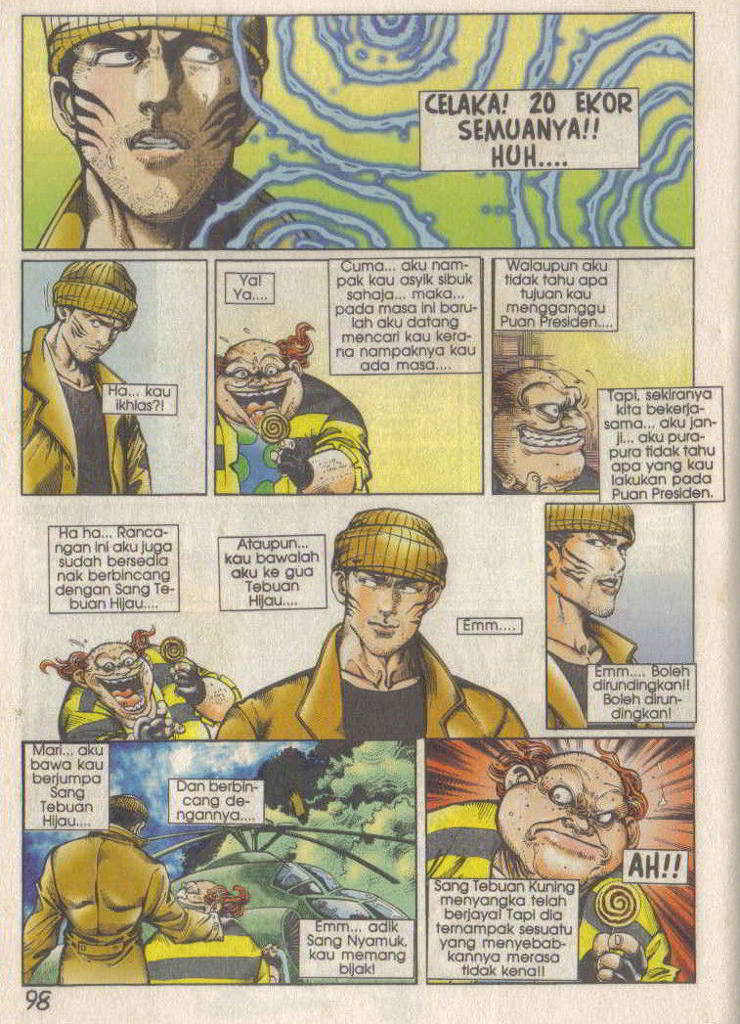 CELAKA! 20 EKOR
SEMUANYA!!
HUH....
Ha... kau
ikhlas?!
Ya!
Ya....
Cuma... aku nam-
pak kau asyik sibuk
sahaja... maka...
pada masa ini baru-
lah aku datang
mencari kau kera-
na nampaknya kau
ada masa....
Walaupun aku
tidak tahu apa
tujuan kau
mengganggu
Puan Presiden....
Tapi, sekiranya
kita bekerja-
sama... aku jan-
ji... aku pura-
pura tidak tahu
apa yang kau
lakukan pada
Puan Presiden.
Ha ha... Ranca-
ngan ini aku juga
sudah bersedia
nak berbincang
dengan Sang Te-
buan Hijau....
Ataupun...
kau bawalah
aku ke gua
Tebuan
Hijau....
Emm....
Emm... Boleh
dirundingkan!!
Boleh dirun-
dingkan!
Mari... aku
bawa kau
berjumpa
Sang
Tebuan
Hijau....
Dan berbin-
cang de-
ngannya....
Emm... adik
Sang Nyamuk,
kau memang
bijak!
AH!!
Sang Tebuan Kuning
menyangka telah
berjaya! Tapi dia
ternampak sesuatu
yang menyebab-
kannya merasa
tidak kena!!
98